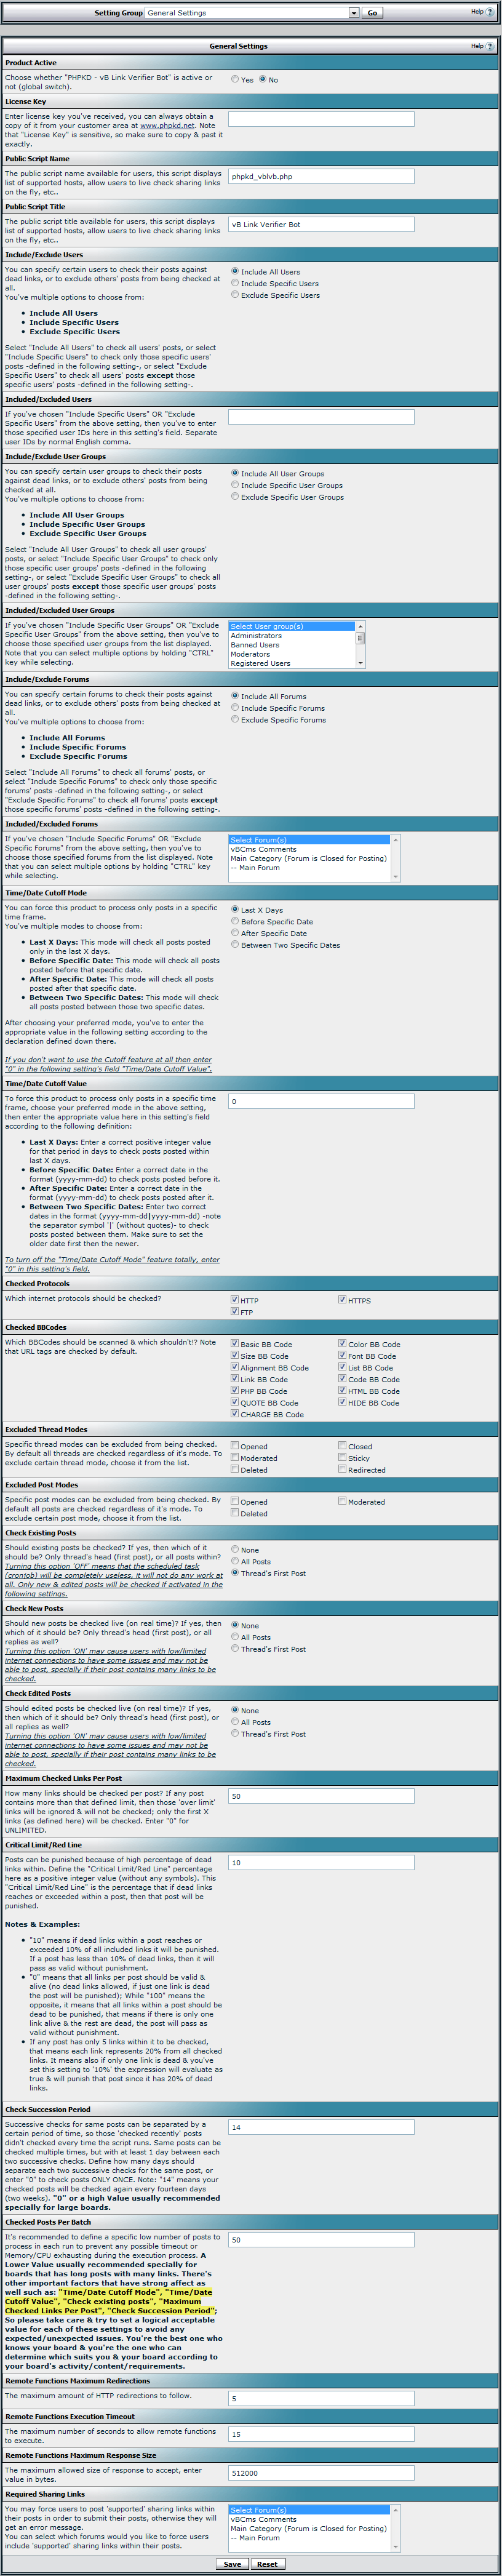 Setting Group General Settings Go Help
General Settings Help
Product Active
Choose whether "PHPKD - vB Link Verifier Bot" is active or
not (global switch).
Yes No
License Key
Enter license key you've received, you can always obtain a
copy of it from your customer area at www.phpkd.net. Note
that "License Key" is sensitive, so make sure to copy & past it
exactly.
Public Script Name
The public script name available for users, this script displays
list of supported hosts, allow users to live check sharing links
on the fly, etc..
phpkd_vblvb.php
Public Script Title
The public script title available for users, this script displays
list of supported hosts, allow users to live check sharing links
on the fly, etc..
vB Link Verifier Bot
Include/Exclude Users
You can specify certain users to check their posts against
dead links, or to exclude others' posts from being checked at
all.
You've multiple options to choose from:
• Include All Users
• Include Specific Users
• Exclude Specific Users
Select "Include All Users" to check all users' posts, or select
"Include Specific Users" to check only those specific users'
posts -defined in the following setting-, or select "Exclude
Specific Users" to check all users' posts except those
specific users' posts -defined in the following setting-.
Include All Users
Include Specific Users
Exclude Specific Users
Included/Excluded Users
If you've chosen "Include Specific Users" OR "Exclude
Specific Users" from the above setting, then you've to enter
those specified user IDs here in this setting's field. Separate
user IDs by normal English comma.
Include/Exclude User Groups
You can specify certain user groups to check their posts
against dead links, or to exclude others' posts from being
checked at all.
You've multiple options to choose from:
• Include All User Groups
• Include Specific User Groups
• Exclude Specific User Groups
Select "Include All User Groups" to check all user groups'
posts, or select "Include Specific User Groups" to check only
those specific user groups' posts -defined in the following
setting-, or select "Exclude Specific User Groups" to check all
user groups' posts except those specific user groups' posts
-defined in the following setting-.
Include All User Groups
Include Specific User Groups
Exclude Specific User Groups
Included/Excluded User Groups
If you've chosen "Include Specific User Groups" OR "Exclude
Specific User Groups" from the above setting, then you've to
choose those specified user groups from the list displayed.
Note that you can select multiple options by holding "CTRL"
key while selecting.
Select User group(s)
Administrators
Banned Users
Moderators
Registered Users
Include/Exclude Forums
You can specify certain forums to check their posts against
dead links, or to exclude others' posts from being checked at
all.
You've multiple options to choose from:
• Include All Forums
• Include Specific Forums
• Exclude Specific Forums
Select "Include All Forums" to check all forums' posts, or
select "Include Specific Forums" to check only those specific
forums' posts -defined in the following setting-, or select
"Exclude Specific Forums" to check all forums' posts except
those specific forums' posts -defined in the following setting-.
Include All Forums
Include Specific Forums
Exclude Specific Forums
Included/Excluded Forums
If you've chosen "Include Specific Forums" OR "Exclude
Specific Forums" from the above setting, then you've to
choose those specified forums from the list displayed. Note
that you can select multiple options by holding "CTRL" key
while selecting.
Select Forum(s)
vBCms Comments
Main Category (Forum is Closed for Posting)
-- Main Forum
Time/Date Cutoff Mode
You can force this product to process only posts in a specific
time frame.
You've multiple modes to choose from:
• Last X Days: This mode will check all posts posted
only in the last x days.
• Before Specific Date: This mode will check all posts
posted before that specific date.
• After Specific Date: This mode will check all posts
posted after that specific date.
• Between Two Specific Dates: This mode will check
all posts posted between those two specific dates.
After choosing your preferred mode, you've to enter the
appropriate value in the following setting according to the
declaration defined down there.
If you don't want to use the Cutoff feature at all then enter
"0" in the following setting's field "Time/Date Cutoff Value".
Last X Days
Before Specific Date
After Specific Date
Between Two Specific Dates
Time/Date Cutoff Value
To force this product to process only posts in a specific time
frame, choose your preferred mode in the above setting,
then enter the appropriate value here in this setting's field
according to the following definition:
• Last X Days: Enter a correct positive integer value
for that period in days to check posts posted within
last X days.
• Before Specific Date: Enter a correct date in the
format (yyyy-mm-dd) to check posts posted before it.
• After Specific Date: Enter a correct date in the
format (yyyy-mm-dd) to check posts posted after it.
• Between Two Specific Dates: Enter two correct
dates in the format (yyyy-mm-dd|yyyy-mm-dd) -note
the separator symbol '|' (without quotes)- to check
posts posted between them. Make sure to set the
older date first then the newer.
To turn off the "Time/Date Cutoff Mode" feature totally, enter
"0" in this setting's field.
0
Checked Protocols
Which internet protocols should be checked?
HTTP HTTPS
FTP
Checked BBCodes
Which BBCodes should be scanned & which shouldn't!? Note
that URL tags are checked by default.
Basic BB Code Color BB Code
Size BB Code Font BB Code
Alignment BB Code List BB Code
Link BB Code Code BB Code
PHP BB Code HTML BB Code
QUOTE BB Code HIDE BB Code
CHARGE BB Code
Excluded Thread Modes
Specific thread modes can be excluded from being checked.
By default all threads are checked regardless of it's mode. To
exclude certain thread mode, choose it from the list.
Opened Closed
Moderated Sticky
Deleted Redirected
Excluded Post Modes
Specific post modes can be excluded from being checked. By
default all posts are checked regardless of it's mode. To
exclude certain post mode, choose it from the list.
Opened Moderated
Deleted
Check Existing Posts
Should existing posts be checked? If yes, then which of it
should be? Only thread's head (first post), or all posts within?
Turning this option 'OFF' means that the scheduled task
(cronjob) will be completely useless, it will not do any work at
all. Only new & edited posts will be checked if activated in the
following settings.
None
All Posts
Thread's First Post
Check New Posts
Should new posts be checked live (on real time)? If yes, then
which of it should be? Only thread's head (first post), or all
replies as well?
Turning this option 'ON' may cause users with low/limited
internet connections to have some issues and may not be
able to post, specially if their post contains many links to be
checked.
None
All Posts
Thread's First Post
Check Edited Posts
Should edited posts be checked live (on real time)? If yes,
then which of it should be? Only thread's head (first post), or
all replies as well?
Turning this option 'ON' may cause users with low/limited
internet connections to have some issues and may not be
able to post, specially if their post contains many links to be
checked.
None
All Posts
Thread's First Post
Maximum Checked Links Per Post
How many links should be checked per post? If any post
contains more than that defined limit, then those 'over limit'
links will be ignored & will not be checked; only the first X
links (as defined here) will be checked. Enter "0" for
UNLIMITED.
50
Critical Limit/Red Line
Posts can be punished because of high percentage of dead
links within. Define the "Critical Limit/Red Line" percentage
here as a positive integer value (without any symbols). This
"Critical Limit/Red Line" is the percentage that if dead links
reaches or exceeded within a post, then that post will be
punished.
Notes & Examples:
• "10" means if dead links within a post reaches or
exceeded 10% of all included links it will be punished.
If a post has less than 10% of dead links, then it will
pass as valid without punishment.
• "0" means that all links per post should be valid &
alive (no dead links allowed, if just one link is dead
the post will be punished); While "100" means the
opposite, it means that all links within a post should be
dead to be punished, that means if there is only one
link alive & the rest are dead, the post will pass as
valid without punishment.
• If any post has only 5 links within it to be checked,
that means each link represents 20% from all checked
links. It means also if only one link is dead & you've
set this setting to '10%' the expression will evaluate as
true & will punish that post since it has 20% of dead
links.
10
Check Succession Period
Successive checks for same posts can be separated by a
certain period of time, so those 'checked recently' posts
didn't checked every time the script runs. Same posts can be
checked multiple times, but with at least 1 day between each
two successive checks. Define how many days should
separate each two successive checks for the same post, or
enter "0" to check posts ONLY ONCE. Note: "14" means your
checked posts will be checked again every fourteen days
(two weeks). "0" or a high Value usually recommended
specially for large boards.
14
Checked Posts Per Batch
It's recommended to define a specific low number of posts to
process in each run to prevent any possible timeout or
Memory/CPU exhausting during the execution process. A
Lower Value usually recommended specially for
boards that has long posts with many links. There's
other important factors that have strong affect as
well such as: "Time/Date Cutoff Mode", "Time/Date
Cutoff Value", "Check existing posts", "Maximum
Checked Links Per Post", "Check Succession Period";
So please take care & try to set a logical acceptable
value for each of these settings to avoid any
expected/unexpected issues. You're the best one who
knows your board & you're the one who can
determine which suits you & your board according to
your board's activity/content/requirements.
50
Remote Functions Maximum Redirections
The maximum amount of HTTP redirections to follow.
5
Remote Functions Execution Timeout
The maximum number of seconds to allow remote functions
to execute.
15
Remote Functions Maximum Response Size
The maximum allowed size of response to accept, enter
value in bytes.
512000
Required Sharing Links
You may force users to post 'supported' sharing links within
their posts in order to submit their posts, otherwise they will
get an error message.
You can select which forums would you like to force users
include 'supported' sharing links within their posts.
Select Forum(s)
vBCms Comments
Main Category (Forum is Closed for Posting)
-- Main Forum
Save Reset